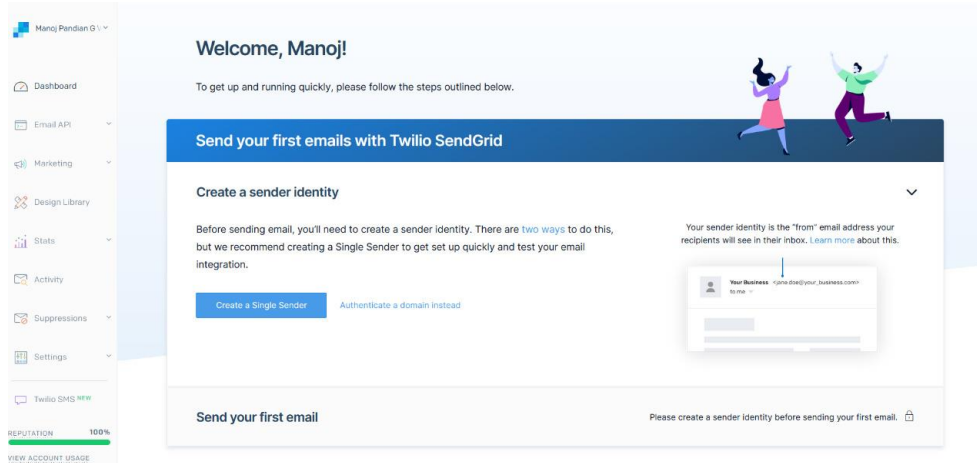 Manoj Pandian G V
Dashboard
Email API
Marketing
Design Library
Stats
Activity
Suppressions
Settings
Twilio SMS NEW
REPUTATION 100%
VIEW ACCOUNT USAGE
Welcome, Manoj!
To get up and running quickly, please follow the steps outlined below.
Send your first emails with Twilio SendGrid
Create a sender identity
Before sending email, you'll need to create a sender identity. There are two ways to do this,
but we recommend creating a Single Sender to get set up quickly and test your email
integration.
Create a Single Sender
Authenticate a domain instead
Your sender identity is the "from" email address your
recipients will see in their inbox. Learn more about this.
Your Business <jane.doe@your_business.com>
to me
Send your first email
Please create a sender identity before sending your first email.